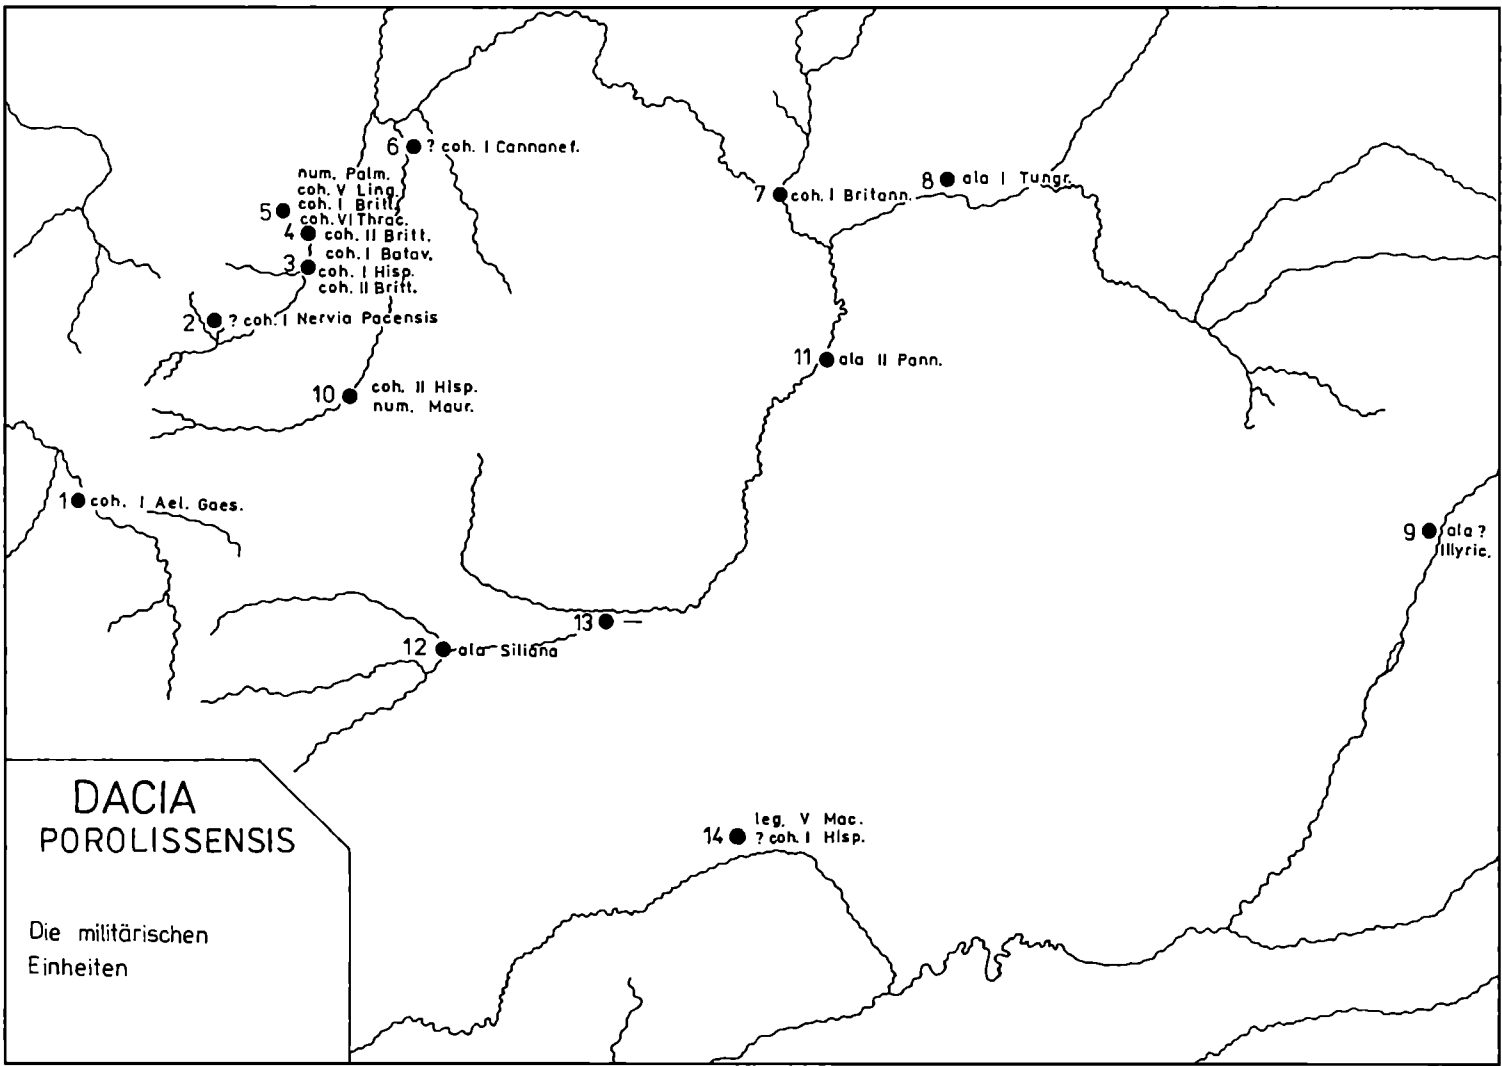 6 ? coh. I Cannanef.
num. Palm.
coh. V Ling.
5 coh. I Britt.
coh. VI Thrac.
4 coh. II Britt.
coh. I Batav.
3 coh. I Hisp.
coh. II Britt.
2 ? coh. I Nervia Pacensis
7 coh. I Britann.
8 ala I Tungr.
11 ala II Pann.
10 coh. II Hisp.
num. Maur.
1 coh. I Ael. Gaes.
9 ala ?
Illyric.
13 —
12 ala Siliana
leg. V Mac.
14 ? coh. I Hisp.
DACIA
POROLISSENSIS
Die militärischen
Einheiten